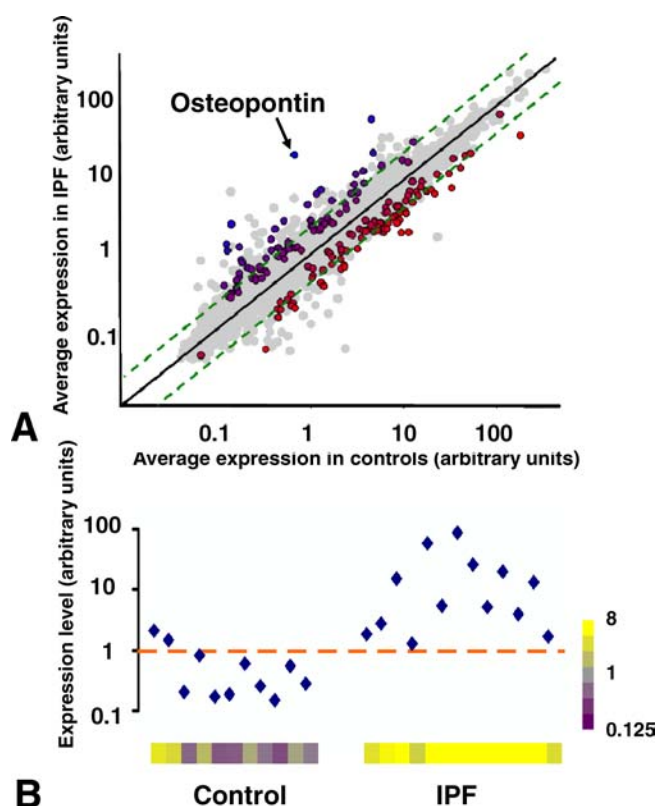 Average expression in IPF (arbitrary units)
100
10
1
0.1
Osteopontin
A
0.1 1 10 100
Average expression in controls (arbitrary units)
Expression level (arbitrary units)
100
10
1
0.1
8
1
0.125
B
Control IPF